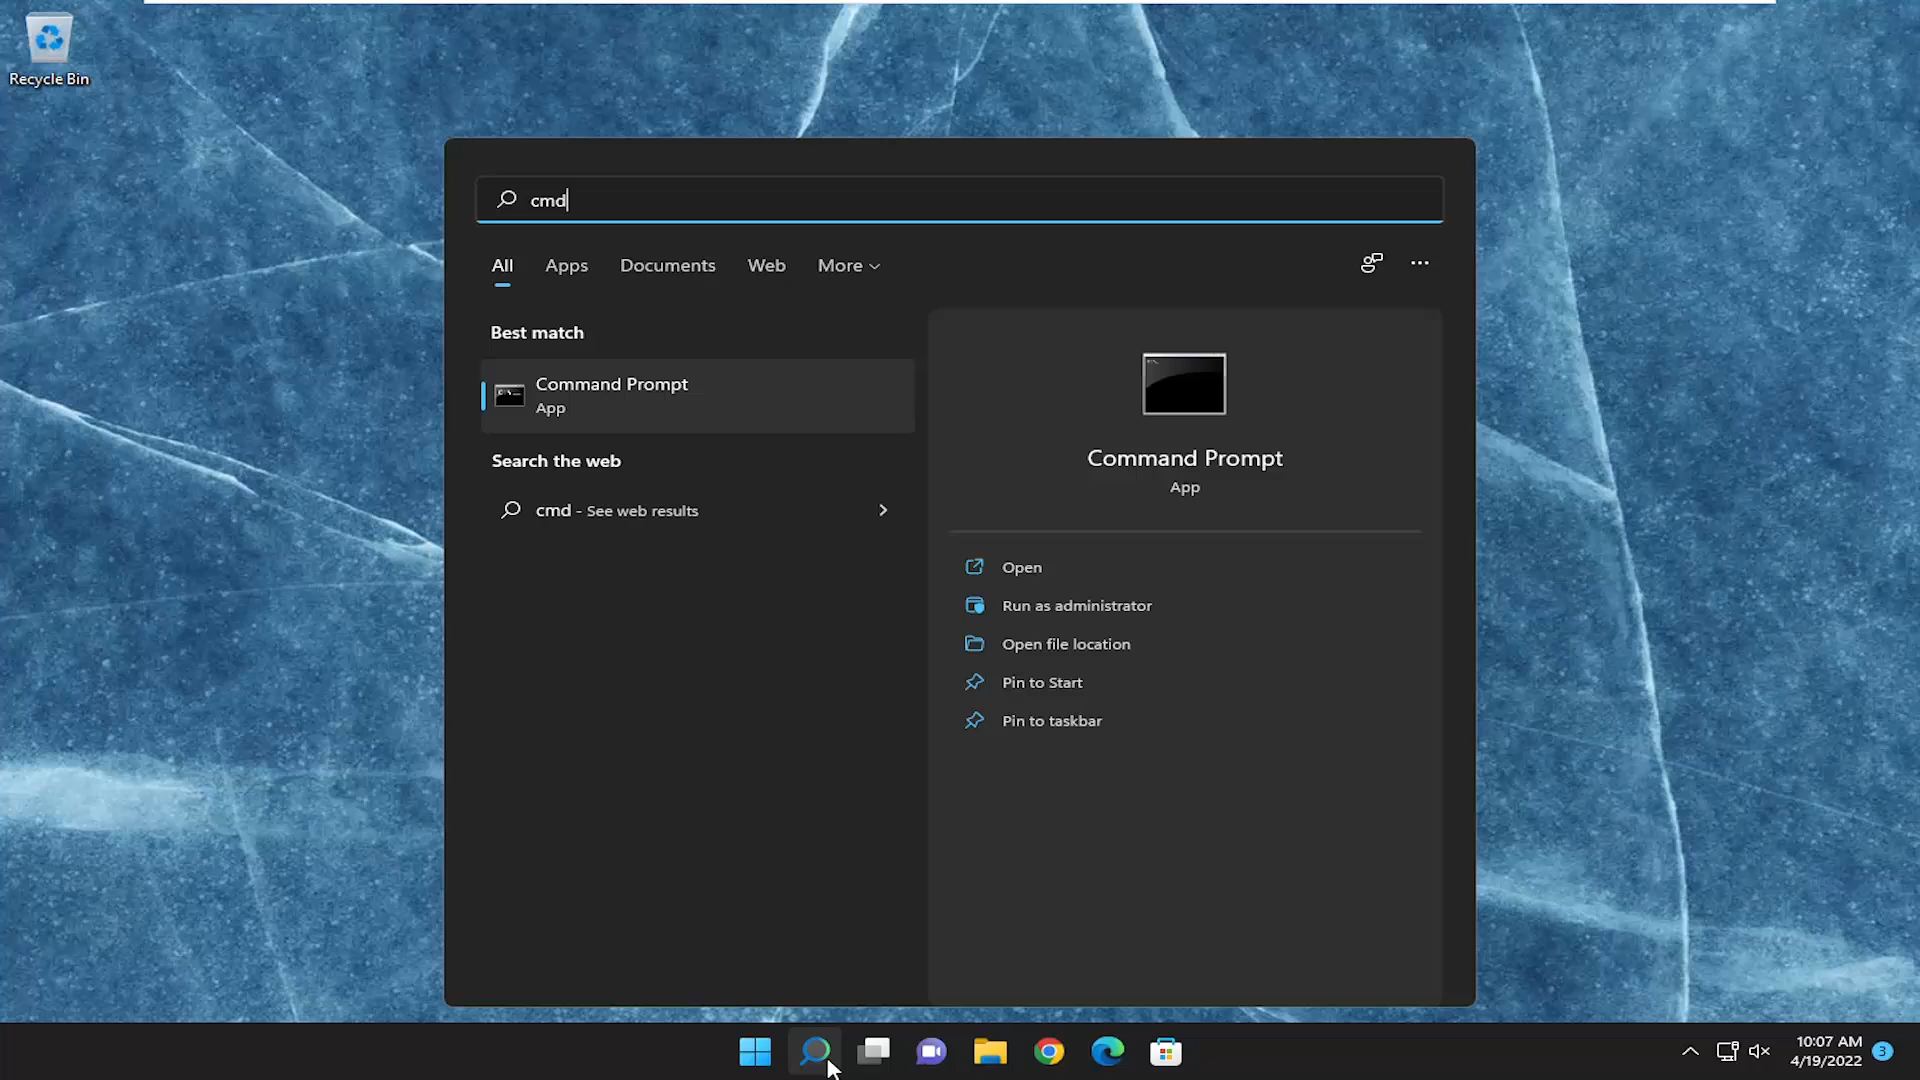 Recycle Bin
cmd
All Apps Documents Web More
Best match
Command Prompt
App
Search the web
cmd - See web results
Command Prompt
App
Open
Run as administrator
Open file location
Pin to Start
Pin to taskbar
10:07 AM
4/19/2022
3